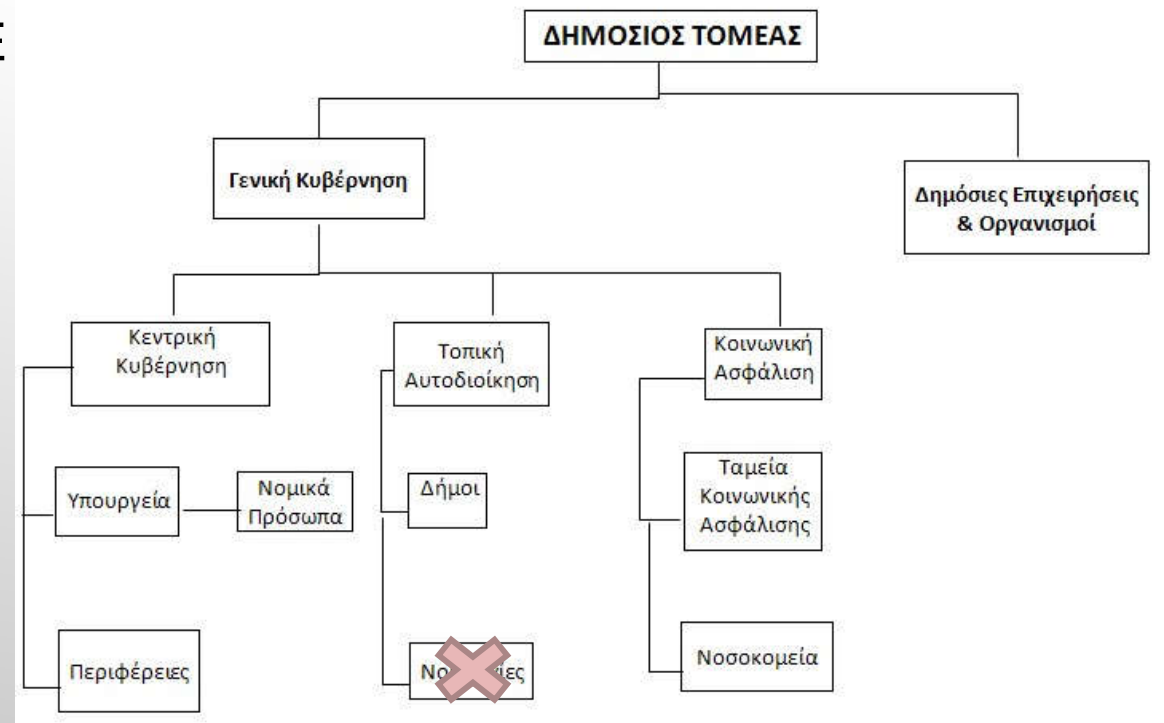 ΔΗΜΟΣΙΟΣ ΤΟΜΕΑΣ
Γενική Κυβέρνηση
Δημόσιες Επιχειρήσεις
& Οργανισμοί
Κεντρική
Κυβέρνηση
Τοπική
Αυτοδιοίκηση
Κοινωνική
Ασφάλιση
Υπουργεία
Νομικά
Πρόσωπα
Δήμοι
Ταμεία
Κοινωνικής
Ασφάλισης
Περιφέρειες
Νοσοκομεία